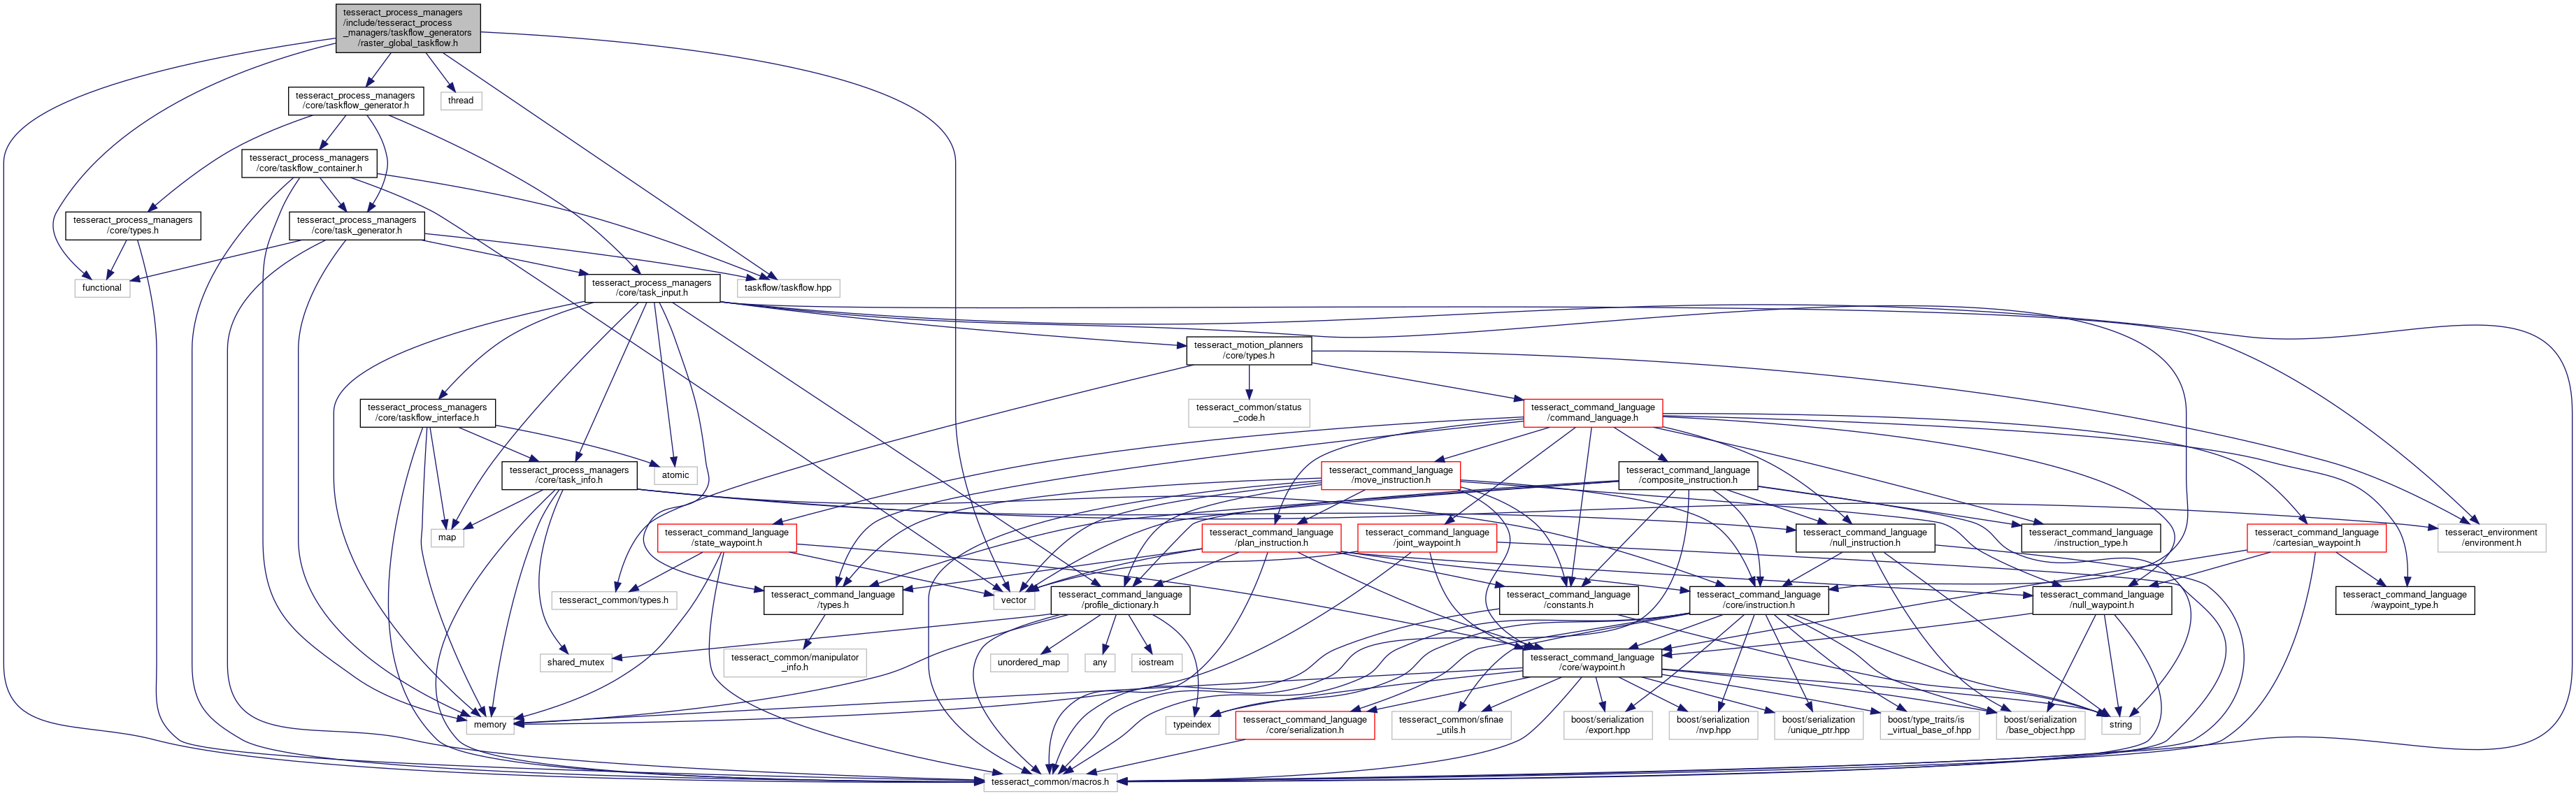 tesseract_process_managers
/include/tesseract_process
_managers/taskflow_generators
/raster_global_taskflow.h
tesseract_process_managers
/core/taskflow_generator.h
thread
tesseract_process_managers
/core/taskflow_container.h
tesseract_process_managers
/core/types.h
tesseract_process_managers
/core/task_generator.h
functional
tesseract_process_managers
/core/task_input.h
taskflow/taskflow.hpp
tesseract_motion_planners
/core/types.h
tesseract_process_managers
/core/taskflow_interface.h
tesseract_common/status
_code.h
tesseract_command_language
/command_language.h
tesseract_process_managers
/core/task_info.h
atomic
tesseract_command_language
/move_instruction.h
tesseract_command_language
/composite_instruction.h
map
tesseract_command_language
/state_waypoint.h
tesseract_command_language
/plan_instruction.h
tesseract_command_language
/joint_waypoint.h
tesseract_command_language
/null_instruction.h
tesseract_command_language
/instruction_type.h
tesseract_command_language
/cartesian_waypoint.h
tesseract_environment
/environment.h
tesseract_common/types.h
tesseract_command_language
/types.h
vector
tesseract_command_language
/profile_dictionary.h
tesseract_command_language
/constants.h
tesseract_command_language
/core/instruction.h
tesseract_command_language
/null_waypoint.h
tesseract_command_language
/waypoint_type.h
shared_mutex
tesseract_common/manipulator
_info.h
unordered_map
any
iostream
tesseract_command_language
/core/waypoint.h
memory
typeindex
tesseract_command_language
/core/serialization.h
tesseract_common/sfinae
_utils.h
boost/serialization
/export.hpp
boost/serialization
/nvp.hpp
boost/serialization
/unique_ptr.hpp
boost/type_traits/is
_virtual_base_of.hpp
boost/serialization
/base_object.hpp
string
tesseract_common/macros.h